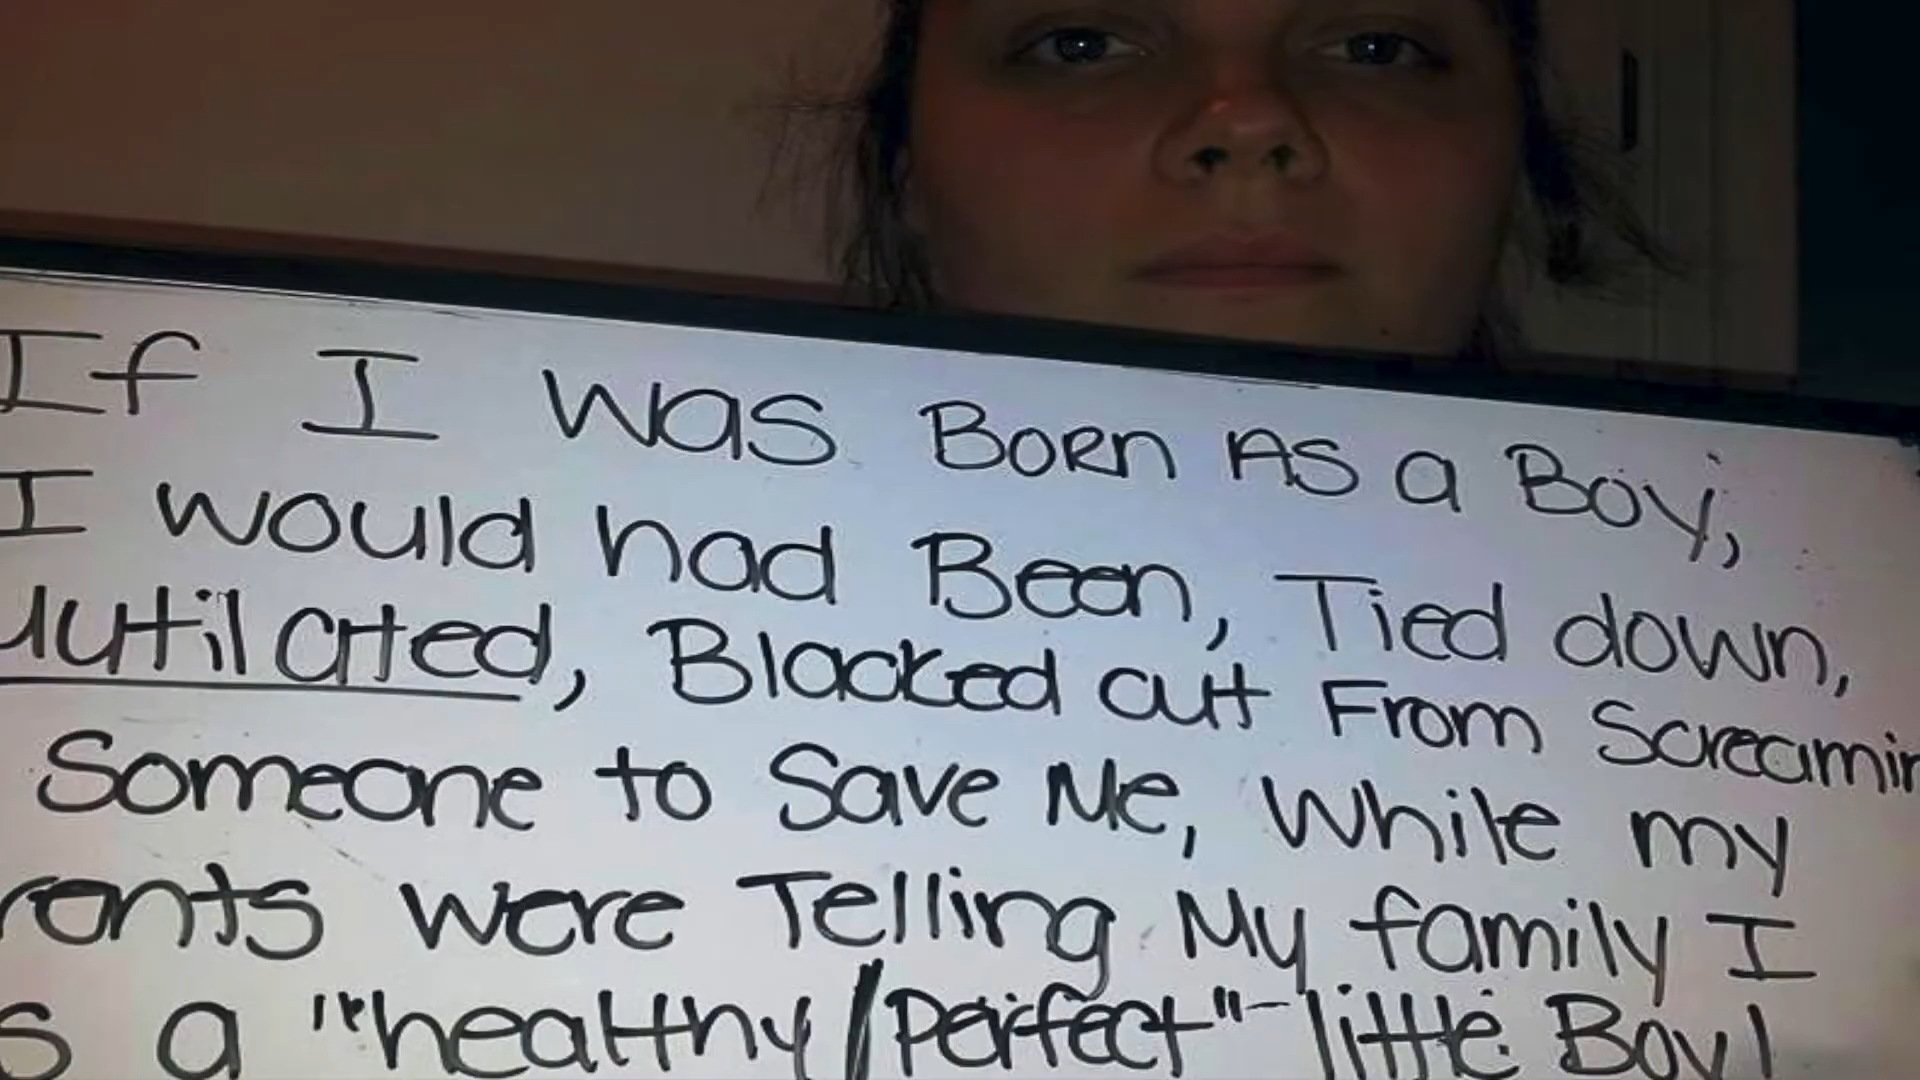 If I was Born As a Boy,
I would had Been, Tied down,
Mutilated, Blacked out From Screamin
Someone to Save Me, While my
rents were Telling My family I
s a "healthy/Perfect" little Boy!